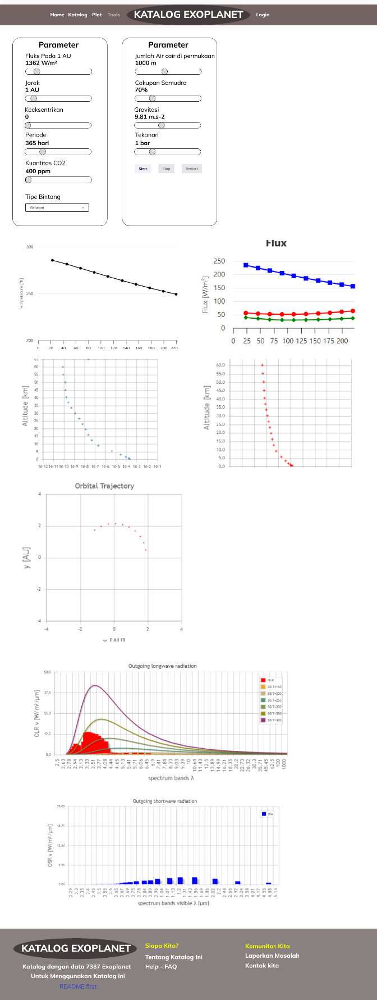 Home Katalog Plot Tools KATALOG EXOPLANET Login
Parameter
Fluks Pada 1 AU
1362 W/m²
Jarak
1 AU
Keeksentrikan
0
Periode
365 hari
Kuantitas CO2
400 ppm
Tipe Bintang
Matahari
Parameter
Jumlah Air cair di permukaan
1000 m
Cakupan Samudra
70%
Gravitasi
9.81 m.s-2
Tekanan
1 bar
Start Stop Restart
300
250
200
Temperature [°K]
0 20 40 60 80 100 120 140 160 180 200 220
Flux
250
200
150
100
50
0
Flux [W/m²]
0 25 50 75 100 125 150 175 200
65
60
55
50
45
40
35
30
25
20
15
10
5
0
Altitude [km]
1e-12 1e-11 1e-10 1e-9 1e-8 1e-7 1e-6 1e-5 1e-4 1e-3 1e-2 1e-1
60.0
55.0
50.0
45.0
40.0
35.0
30.0
25.0
20.0
15.0
10.0
5.0
0.0
Altitude [km]
Orbital Trajectory
4
2
0
-2
-4
y [AU]
-4 -2 0 2 4
x [AU]
Outgoing longwave radiation
50.0
37.5
25.0
12.5
0.0
OLR v [W/m²/µm]
OLR
BB T=150
BB T=200
BB T=250
BB T=300
BB T=350
BB T=400
2.5 2.63 2.78 2.94 3.13 3.33 3.51 3.77 4.08 4.44 4.65 5.13 5.41 5.71 6.06 6.45 6.9 7.41 7.84 8.33 9.03 9.39 10 10.64 11.43 12.5 13.89 14.99 16.21 18.35 20.2 22.73 26.32 30.3 35.71 45.45 62.5 100 1000
spectrum bands λ
Outgoing shortwave radiation
25.00
18.75
12.50
6.25
0.00
OSR v [W/m²/µm]
OSR
0.29 0.3 0.35 0.4 0.45 0.5 0.55 0.6 0.65 0.67 0.69 0.75 0.78 0.84 0.89 0.96 1.04 1.07 1.13 1.2 1.31 1.43 1.56 1.69 1.86 2.02 2.2 2.48 2.66 2.92 3.24 3.58 4.01 4.17 4.55 4.88 5.13
spectrum bands visible λ [µm]
KATALOG EXOPLANET
Katalog dengan data 7387 Exoplanet
Untuk Menggunakan Katalog ini
README first
Siapa Kita?
Tentang Katalog Ini
Help - FAQ
Komunitas Kita
Laporkan Masalah
Kontak kita